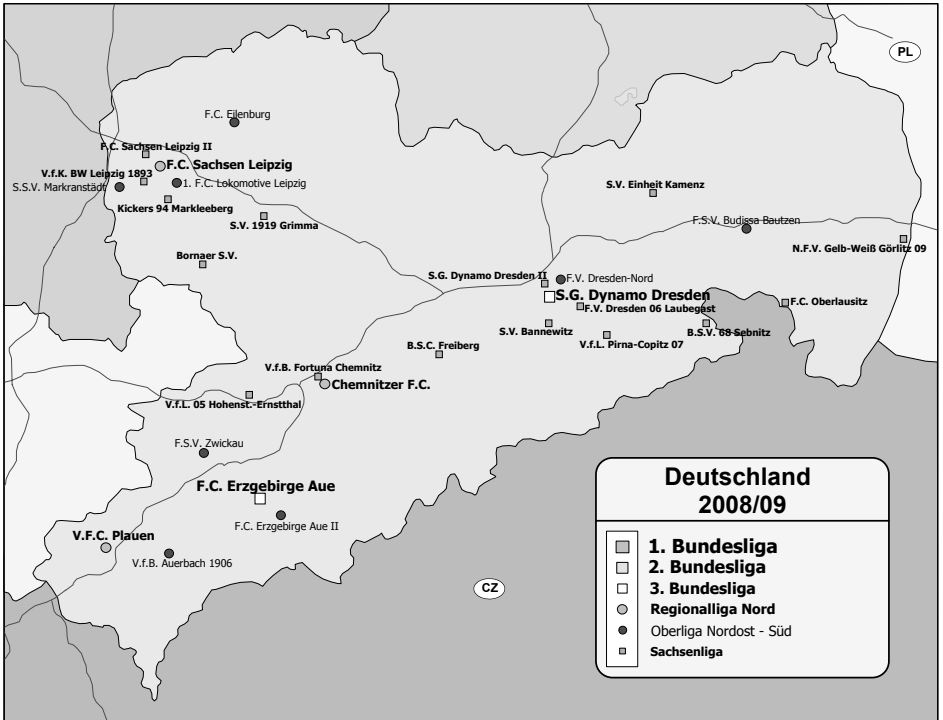 PL
F.C. Eilenburg
F.C. Sachsen Leipzig II
F.C. Sachsen Leipzig
V.f.K. BW Leipzig 1893
S.S.V. Markranstädt
1. F.C. Lokomotive Leipzig
Kickers 94 Markleeberg
S.V. 1919 Grimma
Bornaer S.V.
S.V. Einheit Kamenz
F.S.V. Budissa Bautzen
N.F.V. Gelb-Weiß Görlitz 09
S.G. Dynamo Dresden II
F.V. Dresden-Nord
S.G. Dynamo Dresden
F.V. Dresden 06 Laubegast
F.C. Oberlausitz
S.V. Bannewitz
B.S.V. 68 Sebnitz
V.f.L. Pirna-Copitz 07
B.S.C. Freiberg
V.f.B. Fortuna Chemnitz
Chemnitzer F.C.
V.f.L. 05 Hohenst.-Ernstthal
F.S.V. Zwickau
F.C. Erzgebirge Aue
F.C. Erzgebirge Aue II
V.F.C. Plauen
V.f.B. Auerbach 1906
CZ
Deutschland
2008/09
1. Bundesliga
2. Bundesliga
3. Bundesliga
Regionalliga Nord
Oberliga Nordost - Süd
Sachsenliga